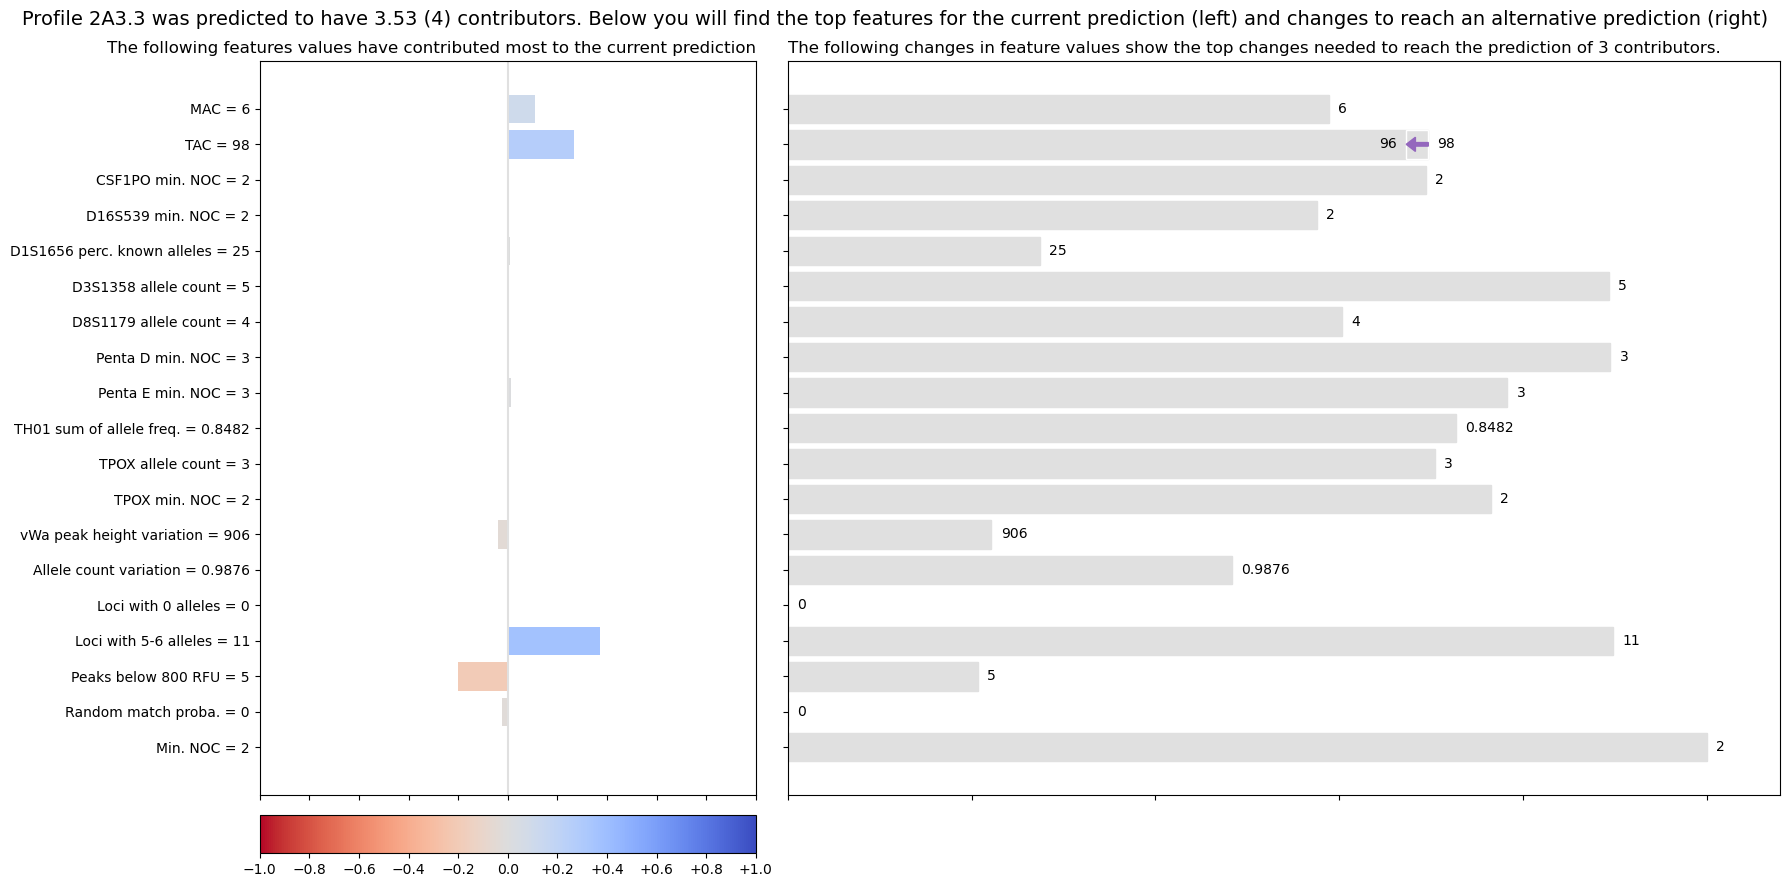 Profile 2A3.3 was predicted to have 3.53 (4) contributors. Below you will find the top features for the current prediction (left) and changes to reach an alternative prediction (right)
The following features values have contributed most to the current prediction
The following changes in feature values show the top changes needed to reach the prediction of 3 contributors.
MAC = 6
6
TAC = 98
96
98
CSF1PO min. NOC = 2
2
D16S539 min. NOC = 2
2
D1S1656 perc. known alleles = 25
25
D3S1358 allele count = 5
5
D8S1179 allele count = 4
4
Penta D min. NOC = 3
3
Penta E min. NOC = 3
3
TH01 sum of allele freq. = 0.8482
0.8482
TPOX allele count = 3
3
TPOX min. NOC = 2
2
vWa peak height variation = 906
906
Allele count variation = 0.9876
0.9876
Loci with 0 alleles = 0
0
Loci with 5-6 alleles = 11
11
Peaks below 800 RFU = 5
5
Random match proba. = 0
0
Min. NOC = 2
2
−1.0 −0.8 −0.6 −0.4 −0.2 0.0 +0.2 +0.4 +0.6 +0.8 +1.0